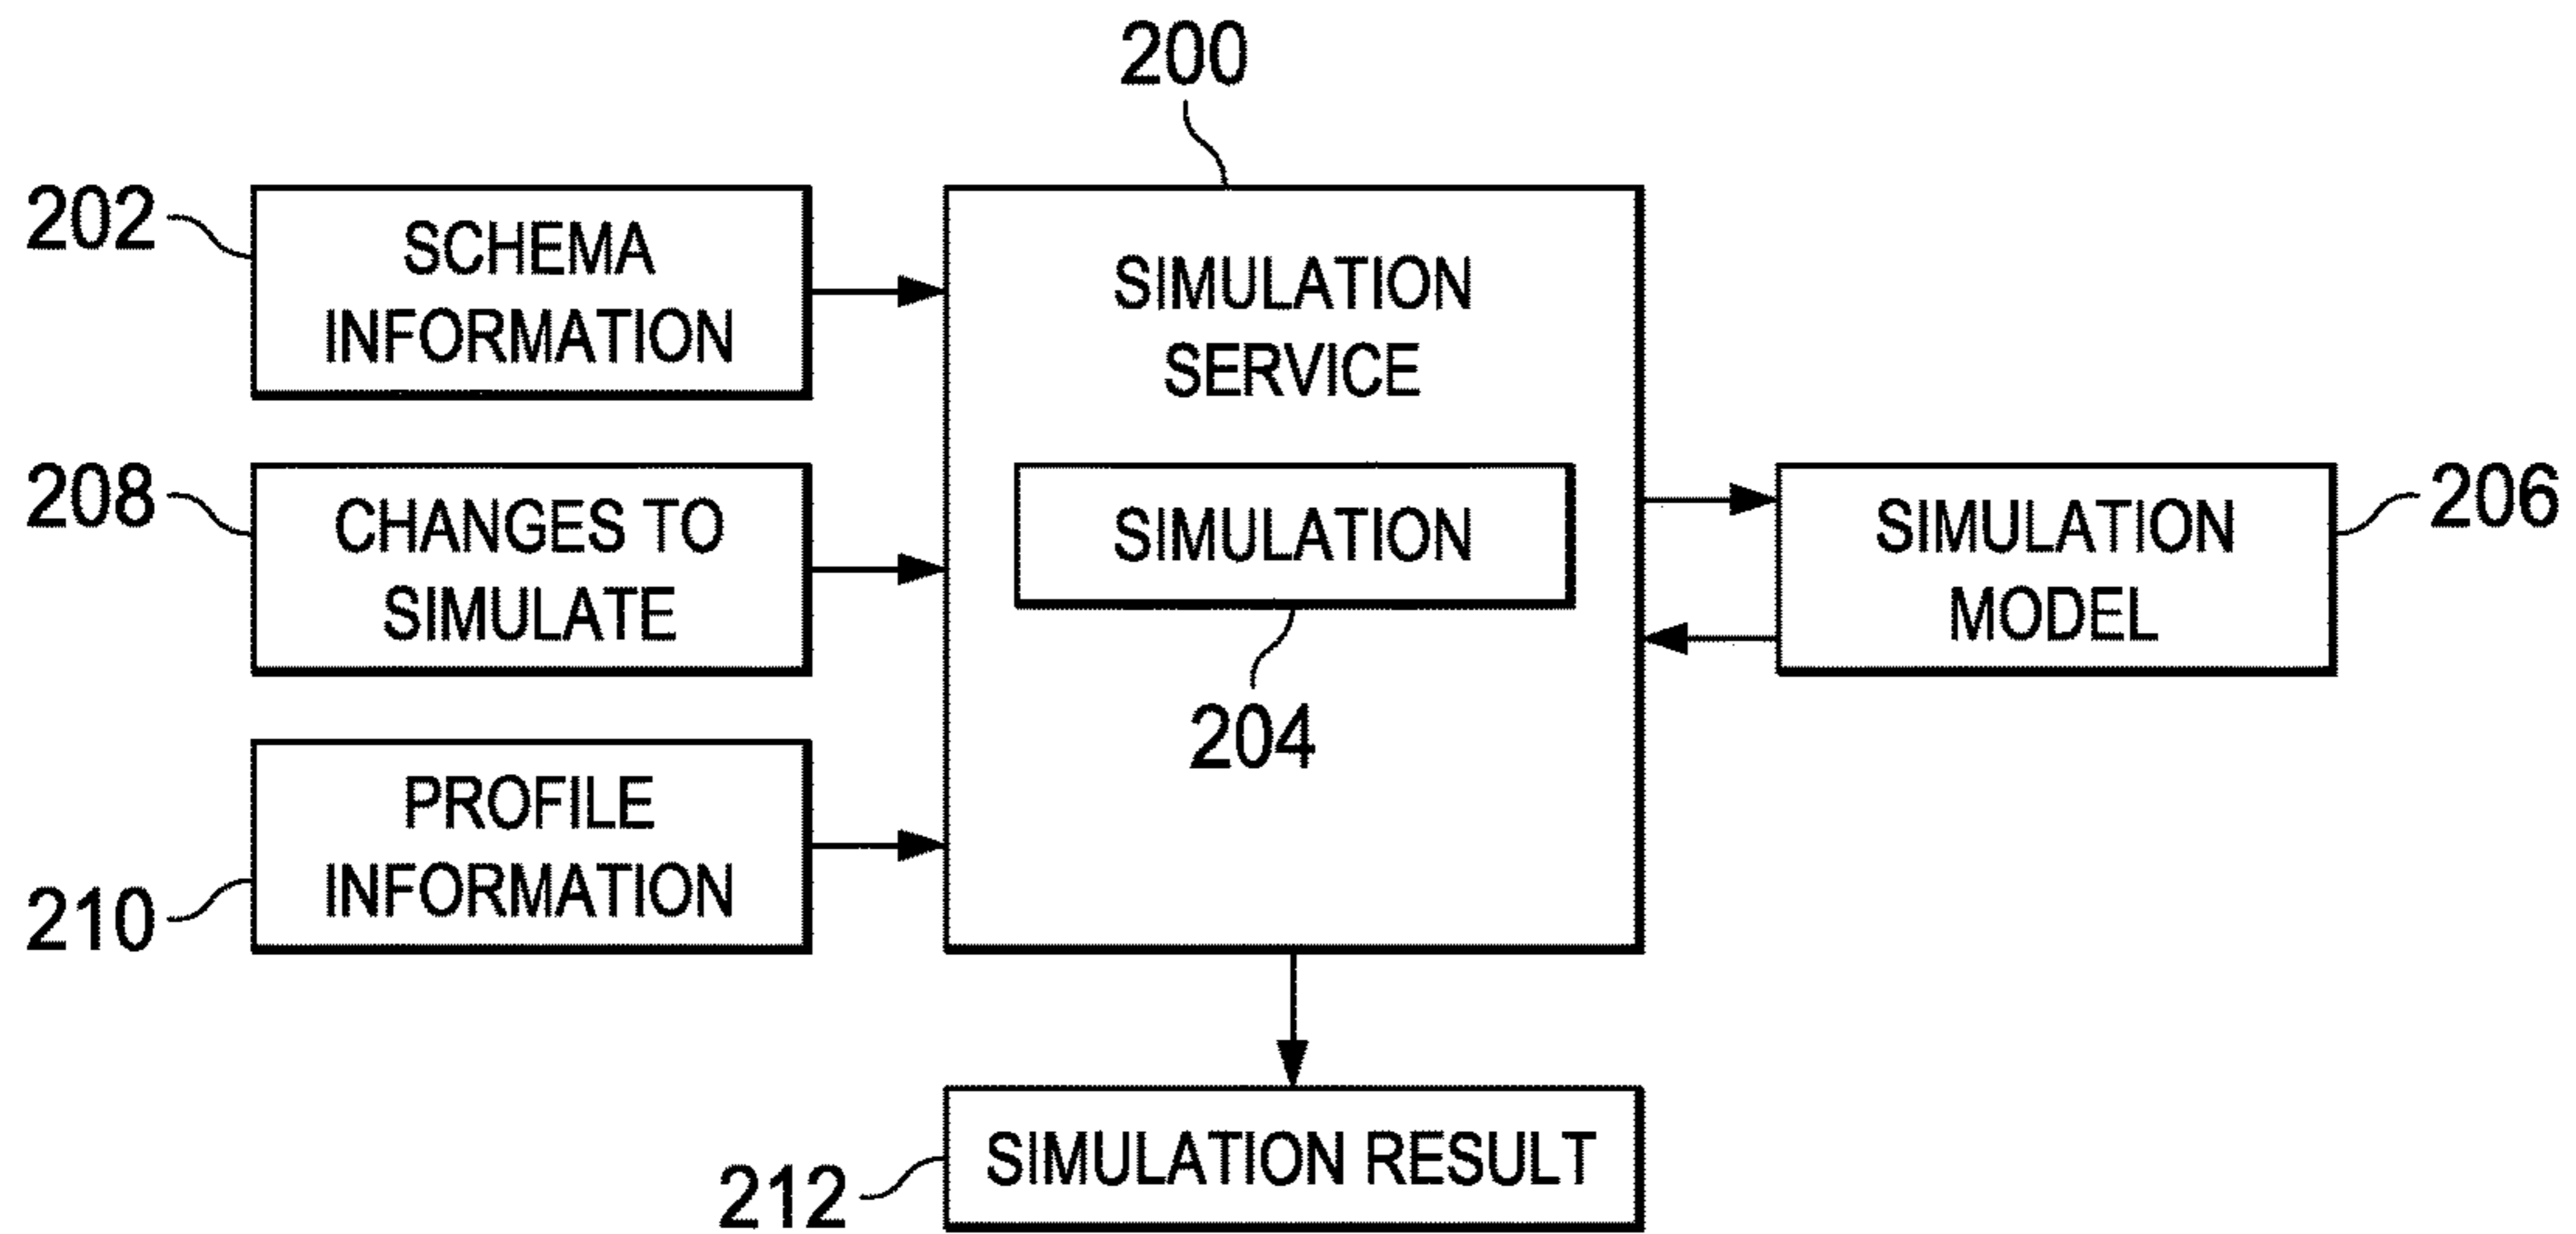 200
202
SCHEMA
INFORMATION
SIMULATION
SERVICE
208
CHANGES TO
SIMULATE
SIMULATION
204
SIMULATION
MODEL
206
PROFILE
INFORMATION
210
SIMULATION RESULT
212